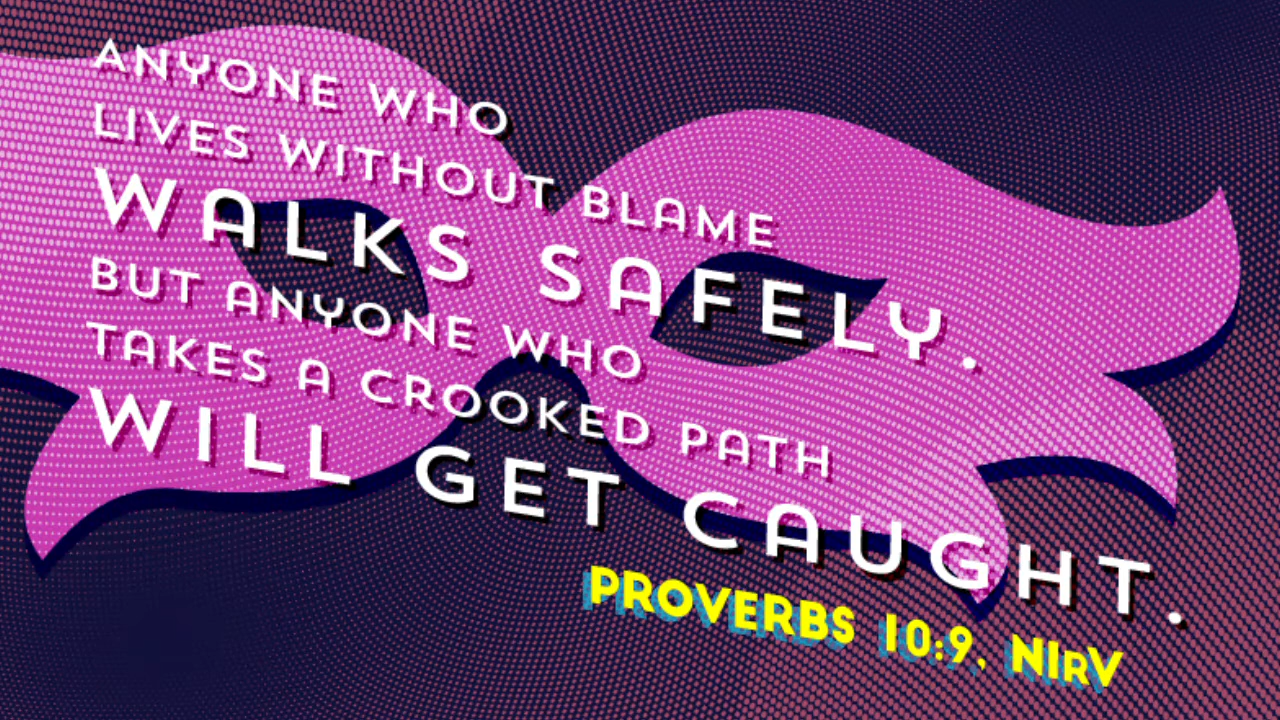 ANYONE WHO
LIVES WITHOUT BLAME
WALKS SAFELY.
BUT ANYONE WHO
TAKES A CROOKED PATH
WILL GET CAUGHT.
PROVERBS 10:9, NIrV